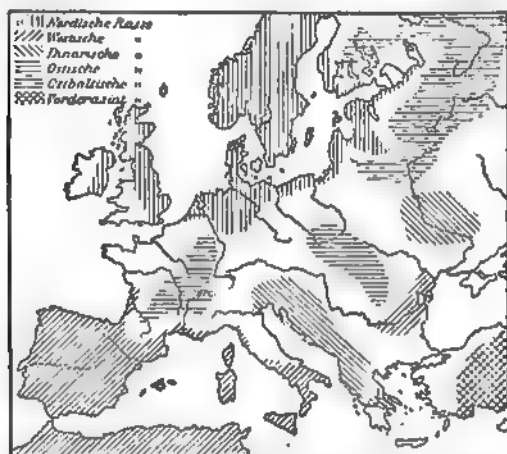 Nordische Rasse
Westische "
Dinarische "
Ostische "
Ostbaltische "
Vorderasiat. "